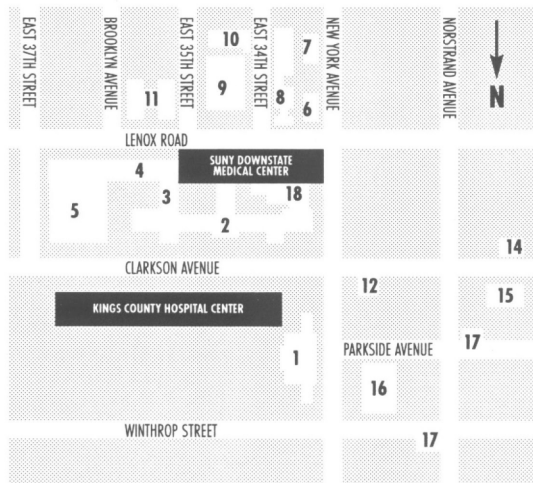 EAST 37TH STREET
BROOKLYN AVENUE
EAST 35TH STREET
EAST 34TH STREET
NEW YORK AVENUE
NORSTRAND AVENUE
N
10
7
9
8
6
11
LENOX ROAD
SUNY DOWNSTATE
MEDICAL CENTER
4
3
18
5
2
14
CLARKSON AVENUE
12
15
KINGS COUNTY HOSPITAL CENTER
1
PARKSIDE AVENUE
17
16
WINTHROP STREET
17